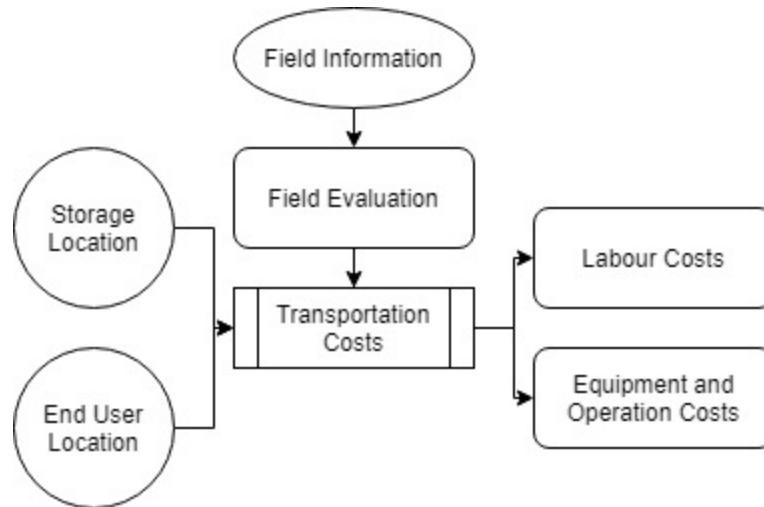 Field Information
Field Evaluation
Storage
Location
Transportation
Costs
End User
Location
Labour Costs
Equipment and
Operation Costs